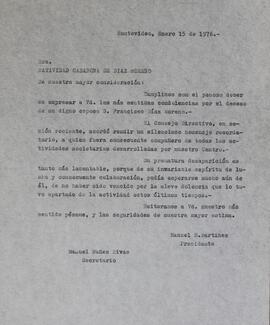 Montevideo, Enero 15 de 1976.-
Sra.
NATIVIDAD CASANOVA DE DIAZ MORENO
De nuestra mayor consideración:
Cumplimos con el penoso deber
de expresar a Vd. las más sentidas condolencias por el deceso
de su digno esposo D. Francisco Díaz Moreno.
El Consejo Directivo, en se-
sión reciente, acordó rendir un silencioso homenaje recorda-
torio, a quien fuera consecuente compañero de todas las ac-
tividades societarias desarrolladas por nuestro Centro.
Su prematura desaparición es
tanto más lamentable, porque de su invariable espíritu de lu-
cha y consecuente colaboración, podía esperarse mucho aún de
él, de no haber sido vencido por la aleve dolencia que lo tu-
vo apartado de la actividad estos últimos tiempos.-
Reiteramos a Vd. nuestro más
sentido pésame, y las seguridades de nuestra mayor estima.
Manuel B. Martínez
Presidente
Manuel Núñez Rivas
Secretario